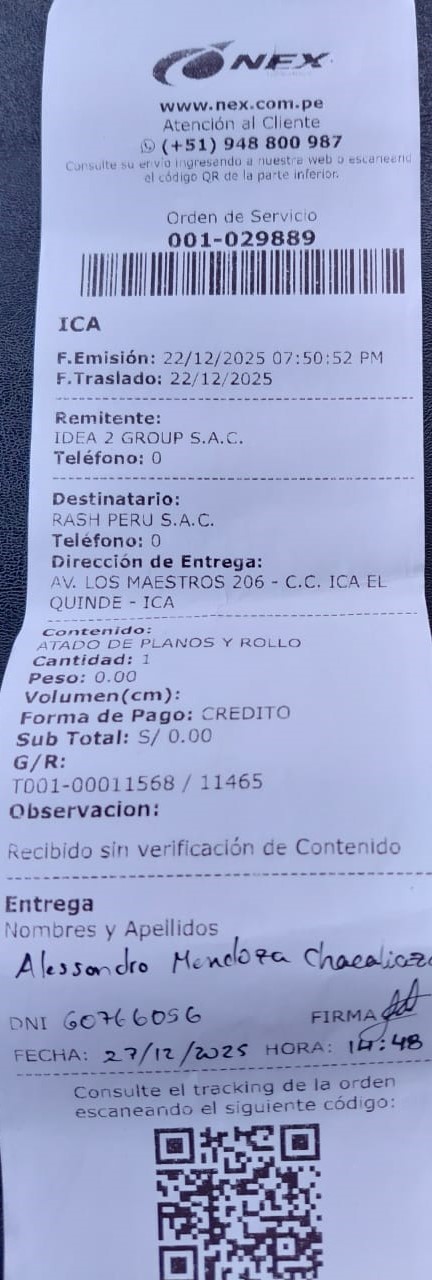 NEX
www.nex.com.pe
Atención al Cliente
(+51) 948 800 987
Consulte su envío ingresando a nuestra web o escaneand
el código QR de la parte inferior.
Orden de Servicio
001-029889
ICA
F.Emisión: 22/12/2025 07:50:52 PM
F.Traslado: 22/12/2025
Remitente:
IDEA 2 GROUP S.A.C.
Teléfono: 0
Destinatario:
RASH PERU S.A.C.
Teléfono: 0
Dirección de Entrega:
AV. LOS MAESTROS 206 - C.C. ICA EL
QUINDE - ICA
Contenido:
ATADO DE PLANOS Y ROLLO
Cantidad: 1
Peso: 0.00
Volumen(cm):
Forma de Pago: CREDITO
Sub Total: S/ 0.00
G/R:
T001-00011568 / 11465
Observacion:
Recibido sin verificación de Contenido
Entrega
Nombres y Apellidos
Alessandro Mendoza
DNI 60766056 FIRMA
FECHA: 27/12/2025 HORA: 14:48
Consulte el tracking de la orden
escaneando el siguiente código: